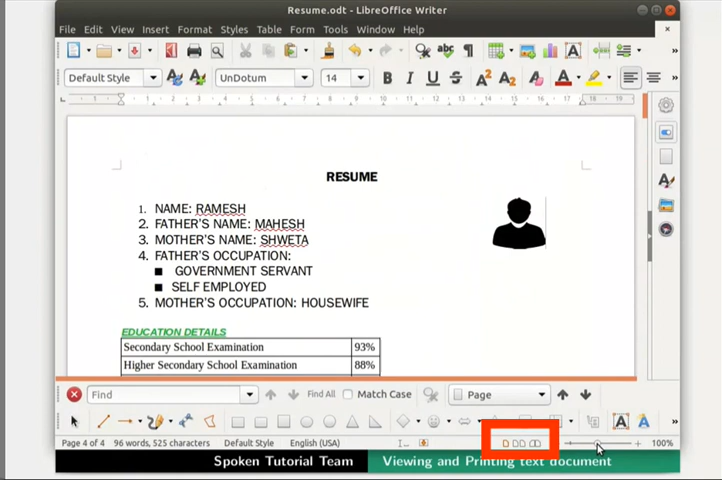 Resume.odt - LibreOffice Writer
File Edit View Insert Format Styles Table Form Tools Window Help
Default Style UnDotum 14 B I U S
RESUME
1. NAME: RAMESH
2. FATHER'S NAME: MAHESH
3. MOTHER'S NAME: SHWETA
4. FATHER'S OCCUPATION:
■ GOVERNMENT SERVANT
■ SELF EMPLOYED
5. MOTHER'S OCCUPATION: HOUSEWIFE
EDUCATION DETAILS
Secondary School Examination 93%
Higher Secondary School Examination 88%
Find Find All Match Case Page
Page 4 of 4 96 words, 525 characters Default Style English (USA) 100%
Spoken Tutorial Team Viewing and Printing text document